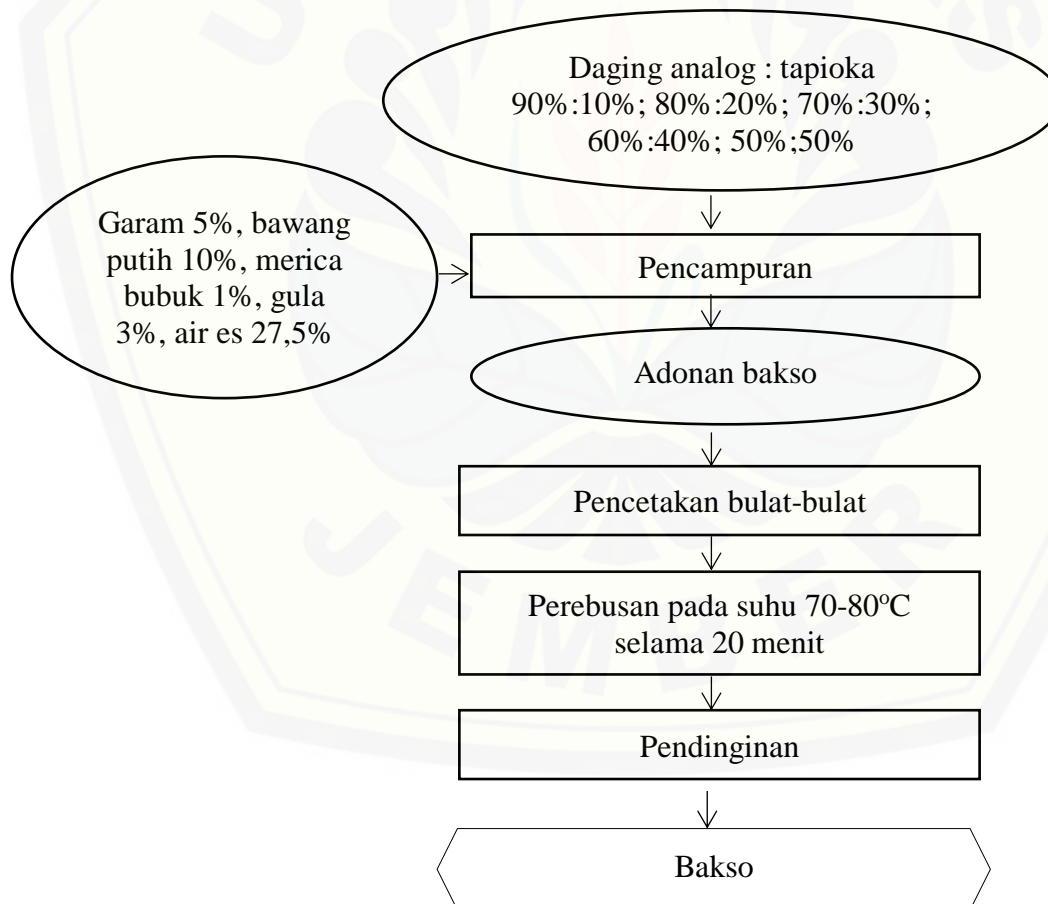 Daging analog : tapioka
90%:10%; 80%:20%; 70%:30%;
60%:40%; 50%;50%
Garam 5%, bawang
putih 10%, merica
bubuk 1%, gula
3%, air es 27,5%
Pencampuran
Adonan bakso
Pencetakan bulat-bulat
Perebusan pada suhu 70-80ºC
selama 20 menit
Pendinginan
Bakso
JEMBER